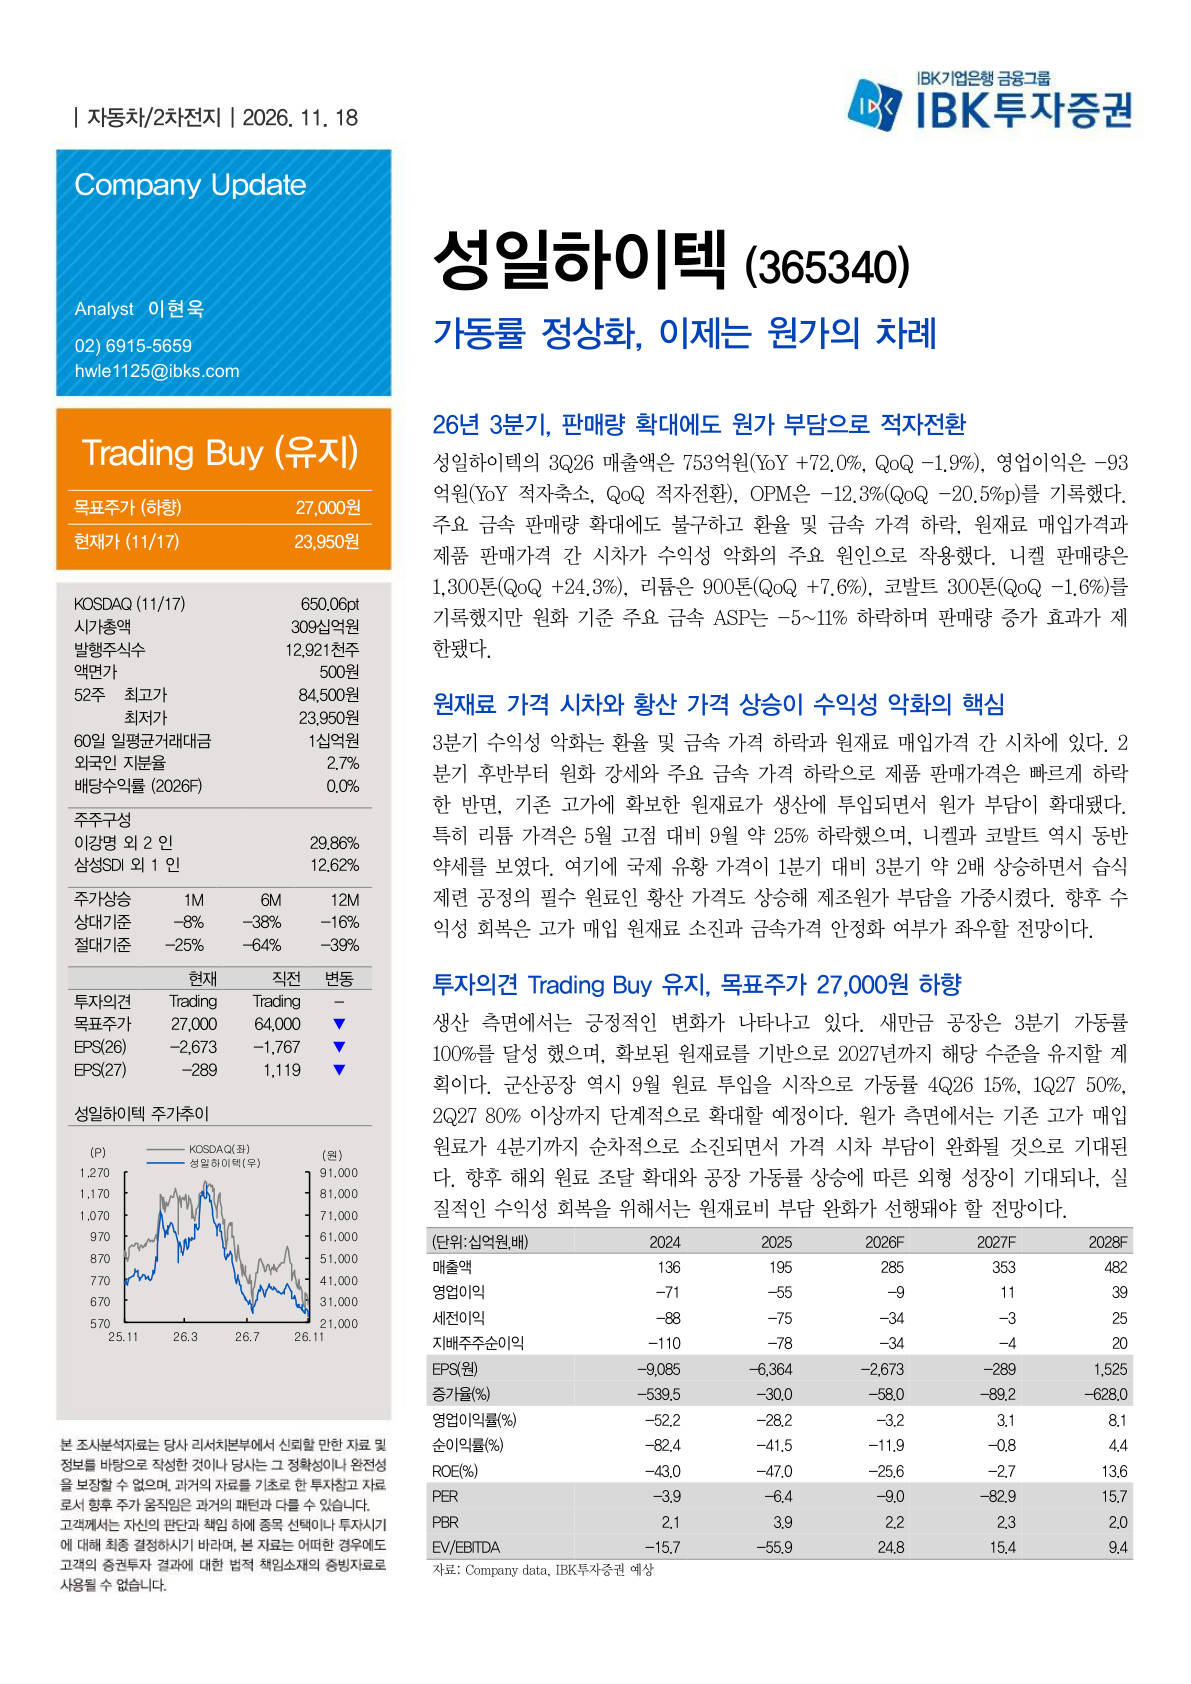 | 자동차/2차전지 | 2026. 11. 18
IBK기업은행 금융그룹
IBK투자증권
Company Update
Analyst 이현욱
02) 6915-5659
hwle1125@ibks.com
Trading Buy (유지)
목표주가 (하향) 27,000원
현재가 (11/17) 23,950원
KOSDAQ (11/17) 650.06pt
시가총액 309십억원
발행주식수 12,921천주
액면가 500원
52주 최고가 84,500원
최저가 23,950원
60일 일평균거래대금 1십억원
외국인 지분율 2.7%
배당수익률 (2026F) 0.0%
주주구성
이강명 외 2 인 29.86%
삼성SDI 외 1 인 12.62%
주가상승 1M 6M 12M
상대기준 −8% −38% −16%
절대기준 −25% −64% −39%
현재 직전 변동
투자의견 Trading Trading −
목표주가 27,000 64,000 ▼
EPS(26) −2,673 −1,767 ▼
EPS(27) −289 1,119 ▼
성일하이텍 주가추이
(P) KOSDAQ(좌) (원)
성일하이텍(우)
1,270 91,000
1,170 81,000
1,070 71,000
970 61,000
870 51,000
770 41,000
670 31,000
570 21,000
25.11 26.3 26.7 26.11
본 조사분석자료는 당사 리서치본부에서 신뢰할 만한 자료 및
정보를 바탕으로 작성한 것이나 당사는 그 정확성이나 완전성
을 보장할 수 없으며, 과거의 자료를 기초로 한 투자참고 자료
로서 향후 주가 움직임은 과거의 패턴과 다를 수 있습니다.
고객께서는 자신의 판단과 책임 하에 종목 선택이나 투자시기
에 대해 최종 결정하시기 바라며, 본 자료는 어떠한 경우에도
고객의 증권투자 결과에 대한 법적 책임소재의 증빙자료로
사용될 수 없습니다.
성일하이텍 (365340)
가동률 정상화, 이제는 원가의 차례
26년 3분기, 판매량 확대에도 원가 부담으로 적자전환
성일하이텍의 3Q26 매출액은 753억원(YoY +72.0%, QoQ −1.9%), 영업이익은 −93
억원(YoY 적자축소, QoQ 적자전환), OPM은 −12.3%(QoQ −20.5%p)를 기록했다.
주요 금속 판매량 확대에도 불구하고 환율 및 금속 가격 하락, 원재료 매입가격과
제품 판매가격 간 시차가 수익성 악화의 주요 원인으로 작용했다. 니켈 판매량은
1,300톤(QoQ +24.3%), 리튬은 900톤(QoQ +7.6%), 코발트 300톤(QoQ −1.6%)를
기록했지만 원화 기준 주요 금속 ASP는 −5~11% 하락하며 판매량 증가 효과가 제
한됐다.
원재료 가격 시차와 황산 가격 상승이 수익성 악화의 핵심
3분기 수익성 악화는 환율 및 금속 가격 하락과 원재료 매입가격 간 시차에 있다. 2
분기 후반부터 원화 강세와 주요 금속 가격 하락으로 제품 판매가격은 빠르게 하락
한 반면, 기존 고가에 확보한 원재료가 생산에 투입되면서 원가 부담이 확대됐다.
특히 리튬 가격은 5월 고점 대비 9월 약 25% 하락했으며, 니켈과 코발트 역시 동반
약세를 보였다. 여기에 국제 유황 가격이 1분기 대비 3분기 약 2배 상승하면서 습식
제련 공정의 필수 원료인 황산 가격도 상승해 제조원가 부담을 가중시켰다. 향후 수
익성 회복은 고가 매입 원재료 소진과 금속가격 안정화 여부가 좌우할 전망이다.
투자의견 Trading Buy 유지, 목표주가 27,000원 하향
생산 측면에서는 긍정적인 변화가 나타나고 있다. 새만금 공장은 3분기 가동률
100%를 달성 했으며, 확보된 원재료를 기반으로 2027년까지 해당 수준을 유지할 계
획이다. 군산공장 역시 9월 원료 투입을 시작으로 가동률 4Q26 15%, 1Q27 50%,
2Q27 80% 이상까지 단계적으로 확대할 예정이다. 원가 측면에서는 기존 고가 매입
원료가 4분기까지 순차적으로 소진되면서 가격 시차 부담이 완화될 것으로 기대된
다. 향후 해외 원료 조달 확대와 공장 가동률 상승에 따른 외형 성장이 기대되나, 실
질적인 수익성 회복을 위해서는 원재료비 부담 완화가 선행돼야 할 전망이다.
(단위:십억원,배) 2024 2025 2026F 2027F 2028F
매출액 136 195 285 353 482
영업이익 −71 −55 −9 11 39
세전이익 −88 −75 −34 −3 25
지배주주순이익 −110 −78 −34 −4 20
EPS(원) −9,085 −6,364 −2,673 −289 1,525
증가율(%) −539.5 −30.0 −58.0 −89.2 −628.0
영업이익률(%) −52.2 −28.2 −3.2 3.1 8.1
순이익률(%) −82.4 −41.5 −11.9 −0.8 4.4
ROE(%) −43.0 −47.0 −25.6 −2.7 13.6
PER −3.9 −6.4 −9.0 −82.9 15.7
PBR 2.1 3.9 2.2 2.3 2.0
EV/EBITDA −15.7 −55.9 24.8 15.4 9.4
자료: Company data, IBK투자증권 예상